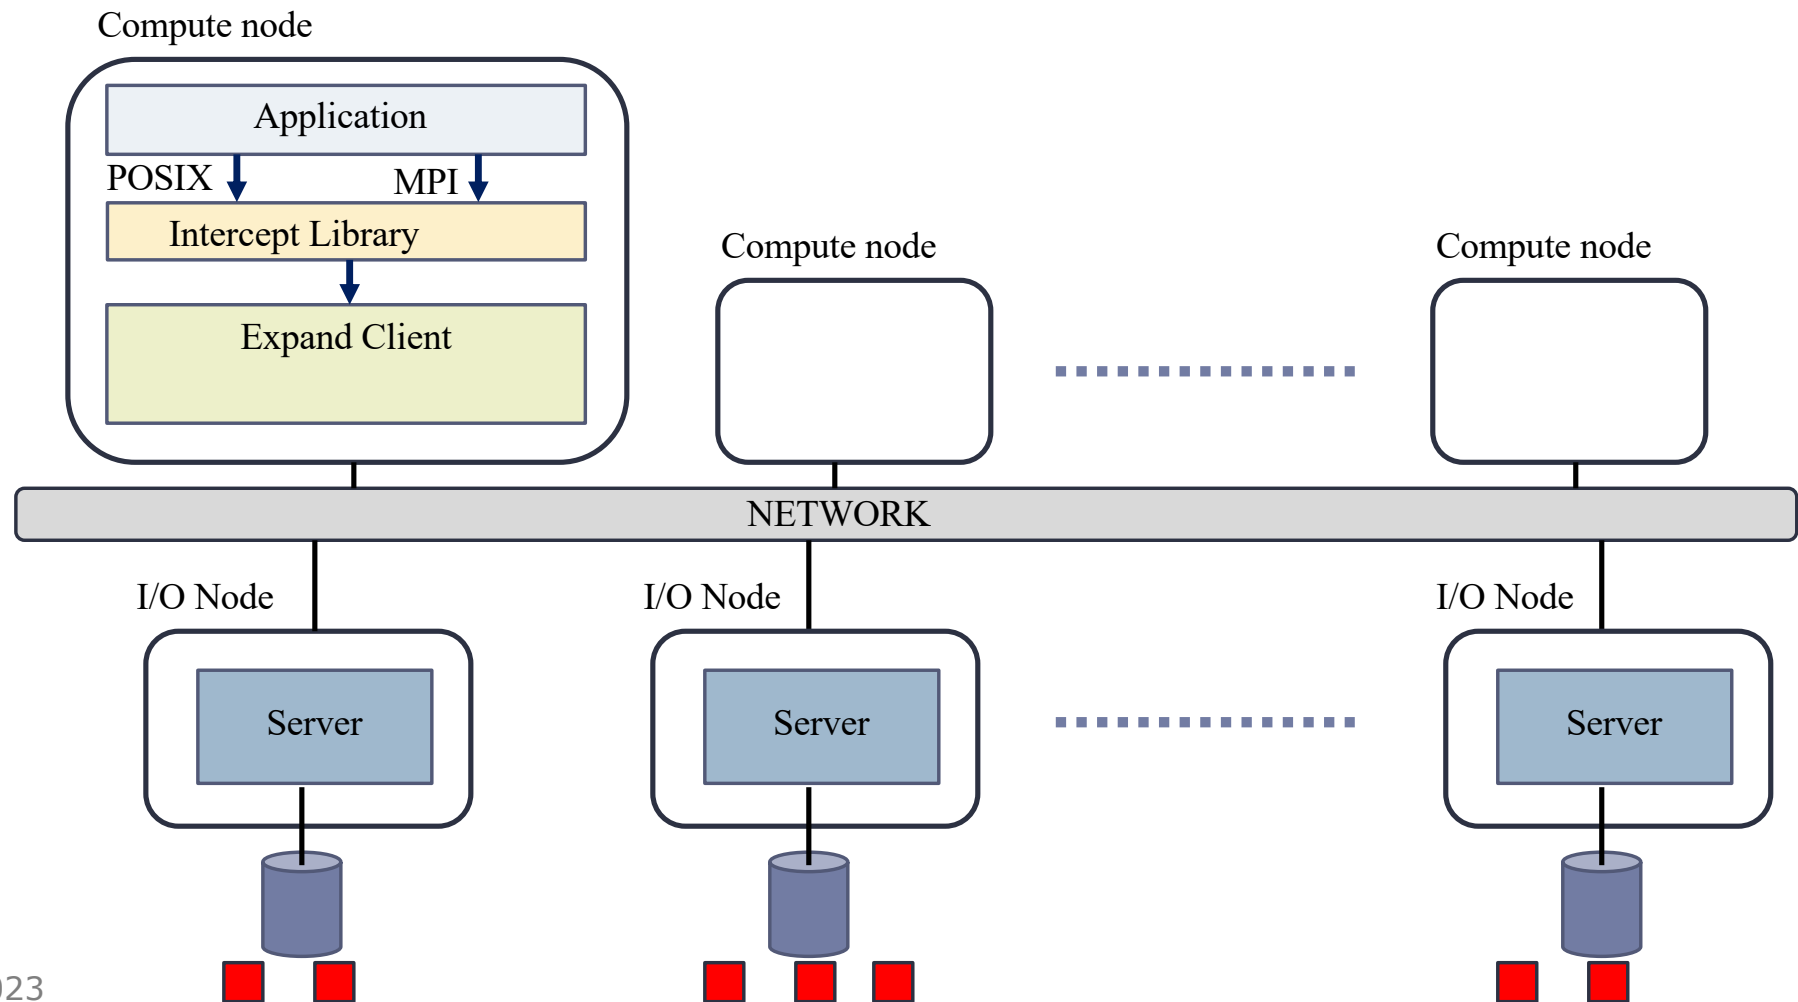 Compute node
Application
POSIX
MPI
Intercept Library
Expand Client
Compute node
Compute node
NETWORK
I/O Node
I/O Node
I/O Node
Server
Server
Server
023